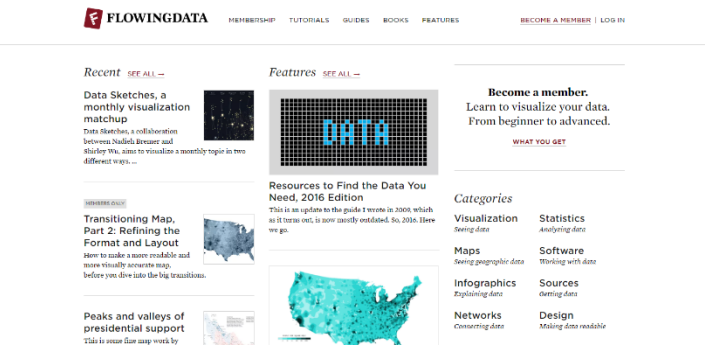 FLOWINGDATA
MEMBERSHIP TUTORIALS GUIDES BOOKS FEATURES
BECOME A MEMBER | LOG IN
Recent SEE ALL →
Data Sketches, a
monthly visualization
matchup
Data Sketches, a collaboration
between Nadieh Bremer and
Shirley Wu, aims to visualize a monthly topic in two
different ways. ...
MEMBERS ONLY
Transitioning Map,
Part 2: Refining the
Format and Layout
How to make a more readable and
more visually accurate map,
before you dive into the big transitions.
Peaks and valleys of
presidential support
This is some fine map work by
Features SEE ALL →
DATA
Resources to Find the Data You
Need, 2016 Edition
This is an update to the guide I wrote in 2009, which
as it turns out, is now mostly outdated. So, 2016. Here
we go.
Become a member.
Learn to visualize your data.
From beginner to advanced.
WHAT YOU GET
Categories
Visualization
Seeing data
Statistics
Analyzing data
Maps
Seeing geographic data
Software
Working with data
Infographics
Explaining data
Sources
Getting data
Networks
Connecting data
Design
Making data readable